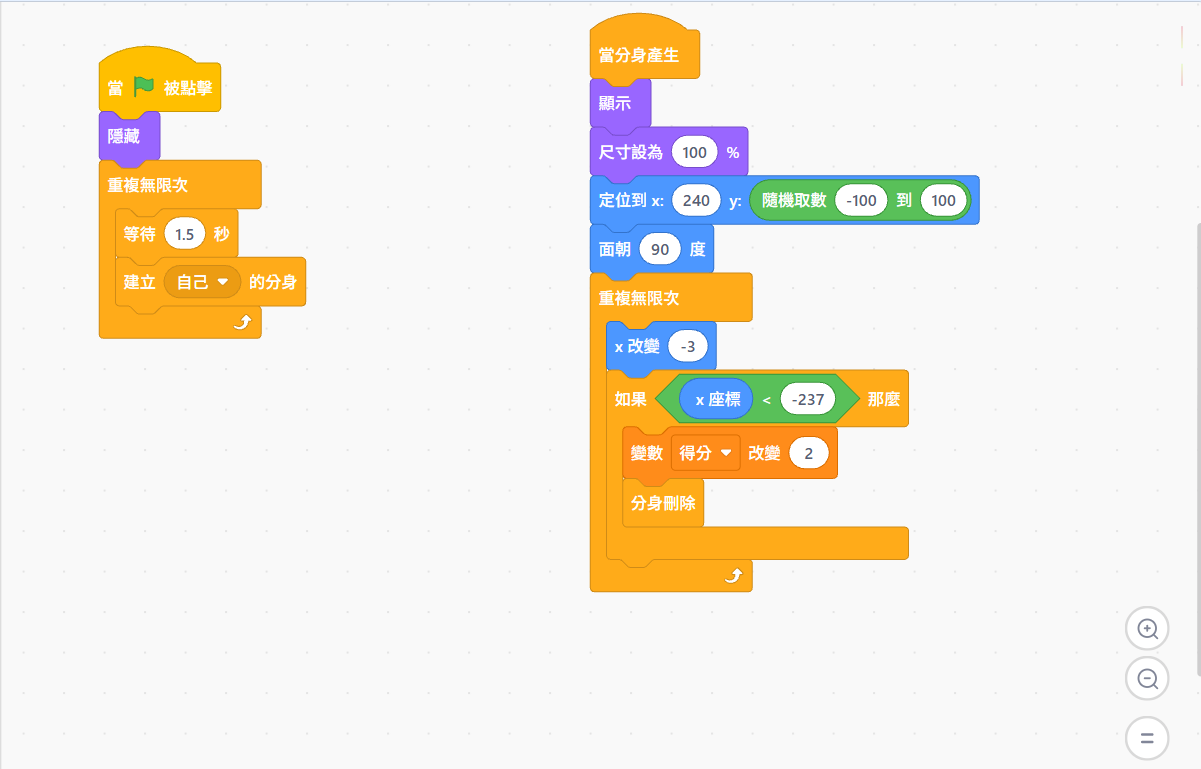 當 被點擊
隱藏
重複無限次
等待 1.5 秒
建立 自己 的分身
當分身產生
顯示
尺寸設為 100 %
定位到 x: 240 y: 隨機取數 -100 到 100
面朝 90 度
重複無限次
x 改變 -3
如果 x 座標 < -237 那麼
變數 得分 改變 2
分身刪除